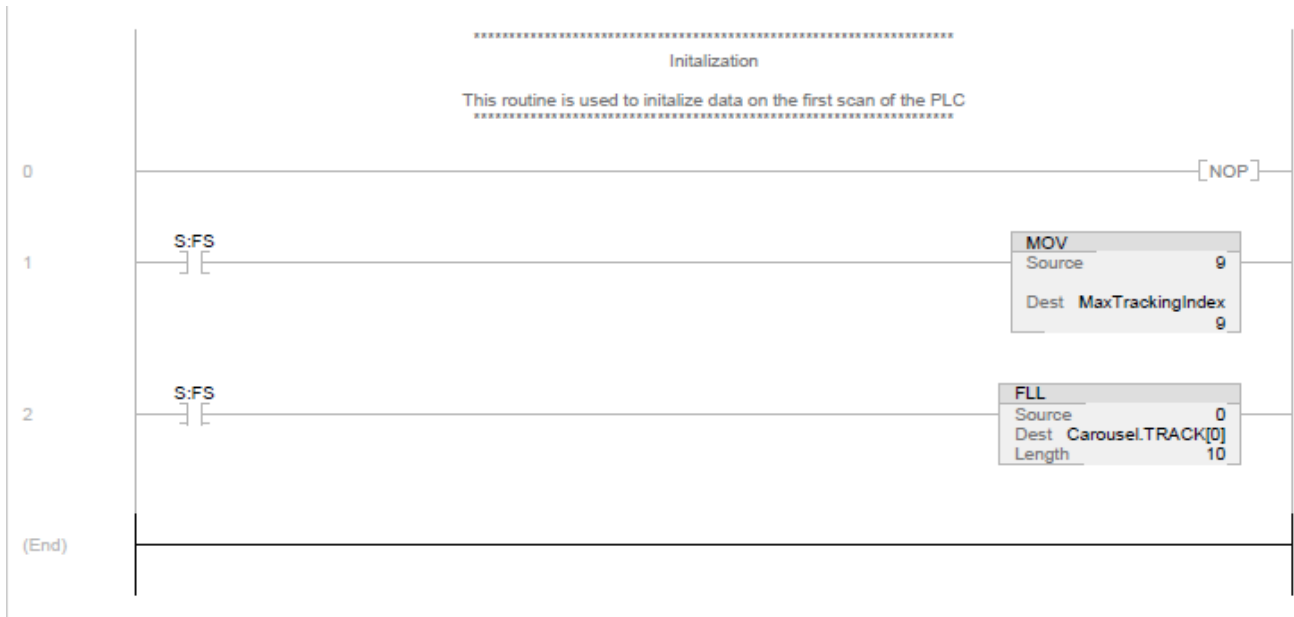 ********************************************************************
Initalization
This routine is used to initalize data on the first scan of the PLC
********************************************************************
0
NOP
S:FS
MOV
1
Source 9
Dest MaxTrackingIndex
9
S:FS
FLL
2
Source 0
Dest Carousel.TRACK[0]
Length 10
(End)